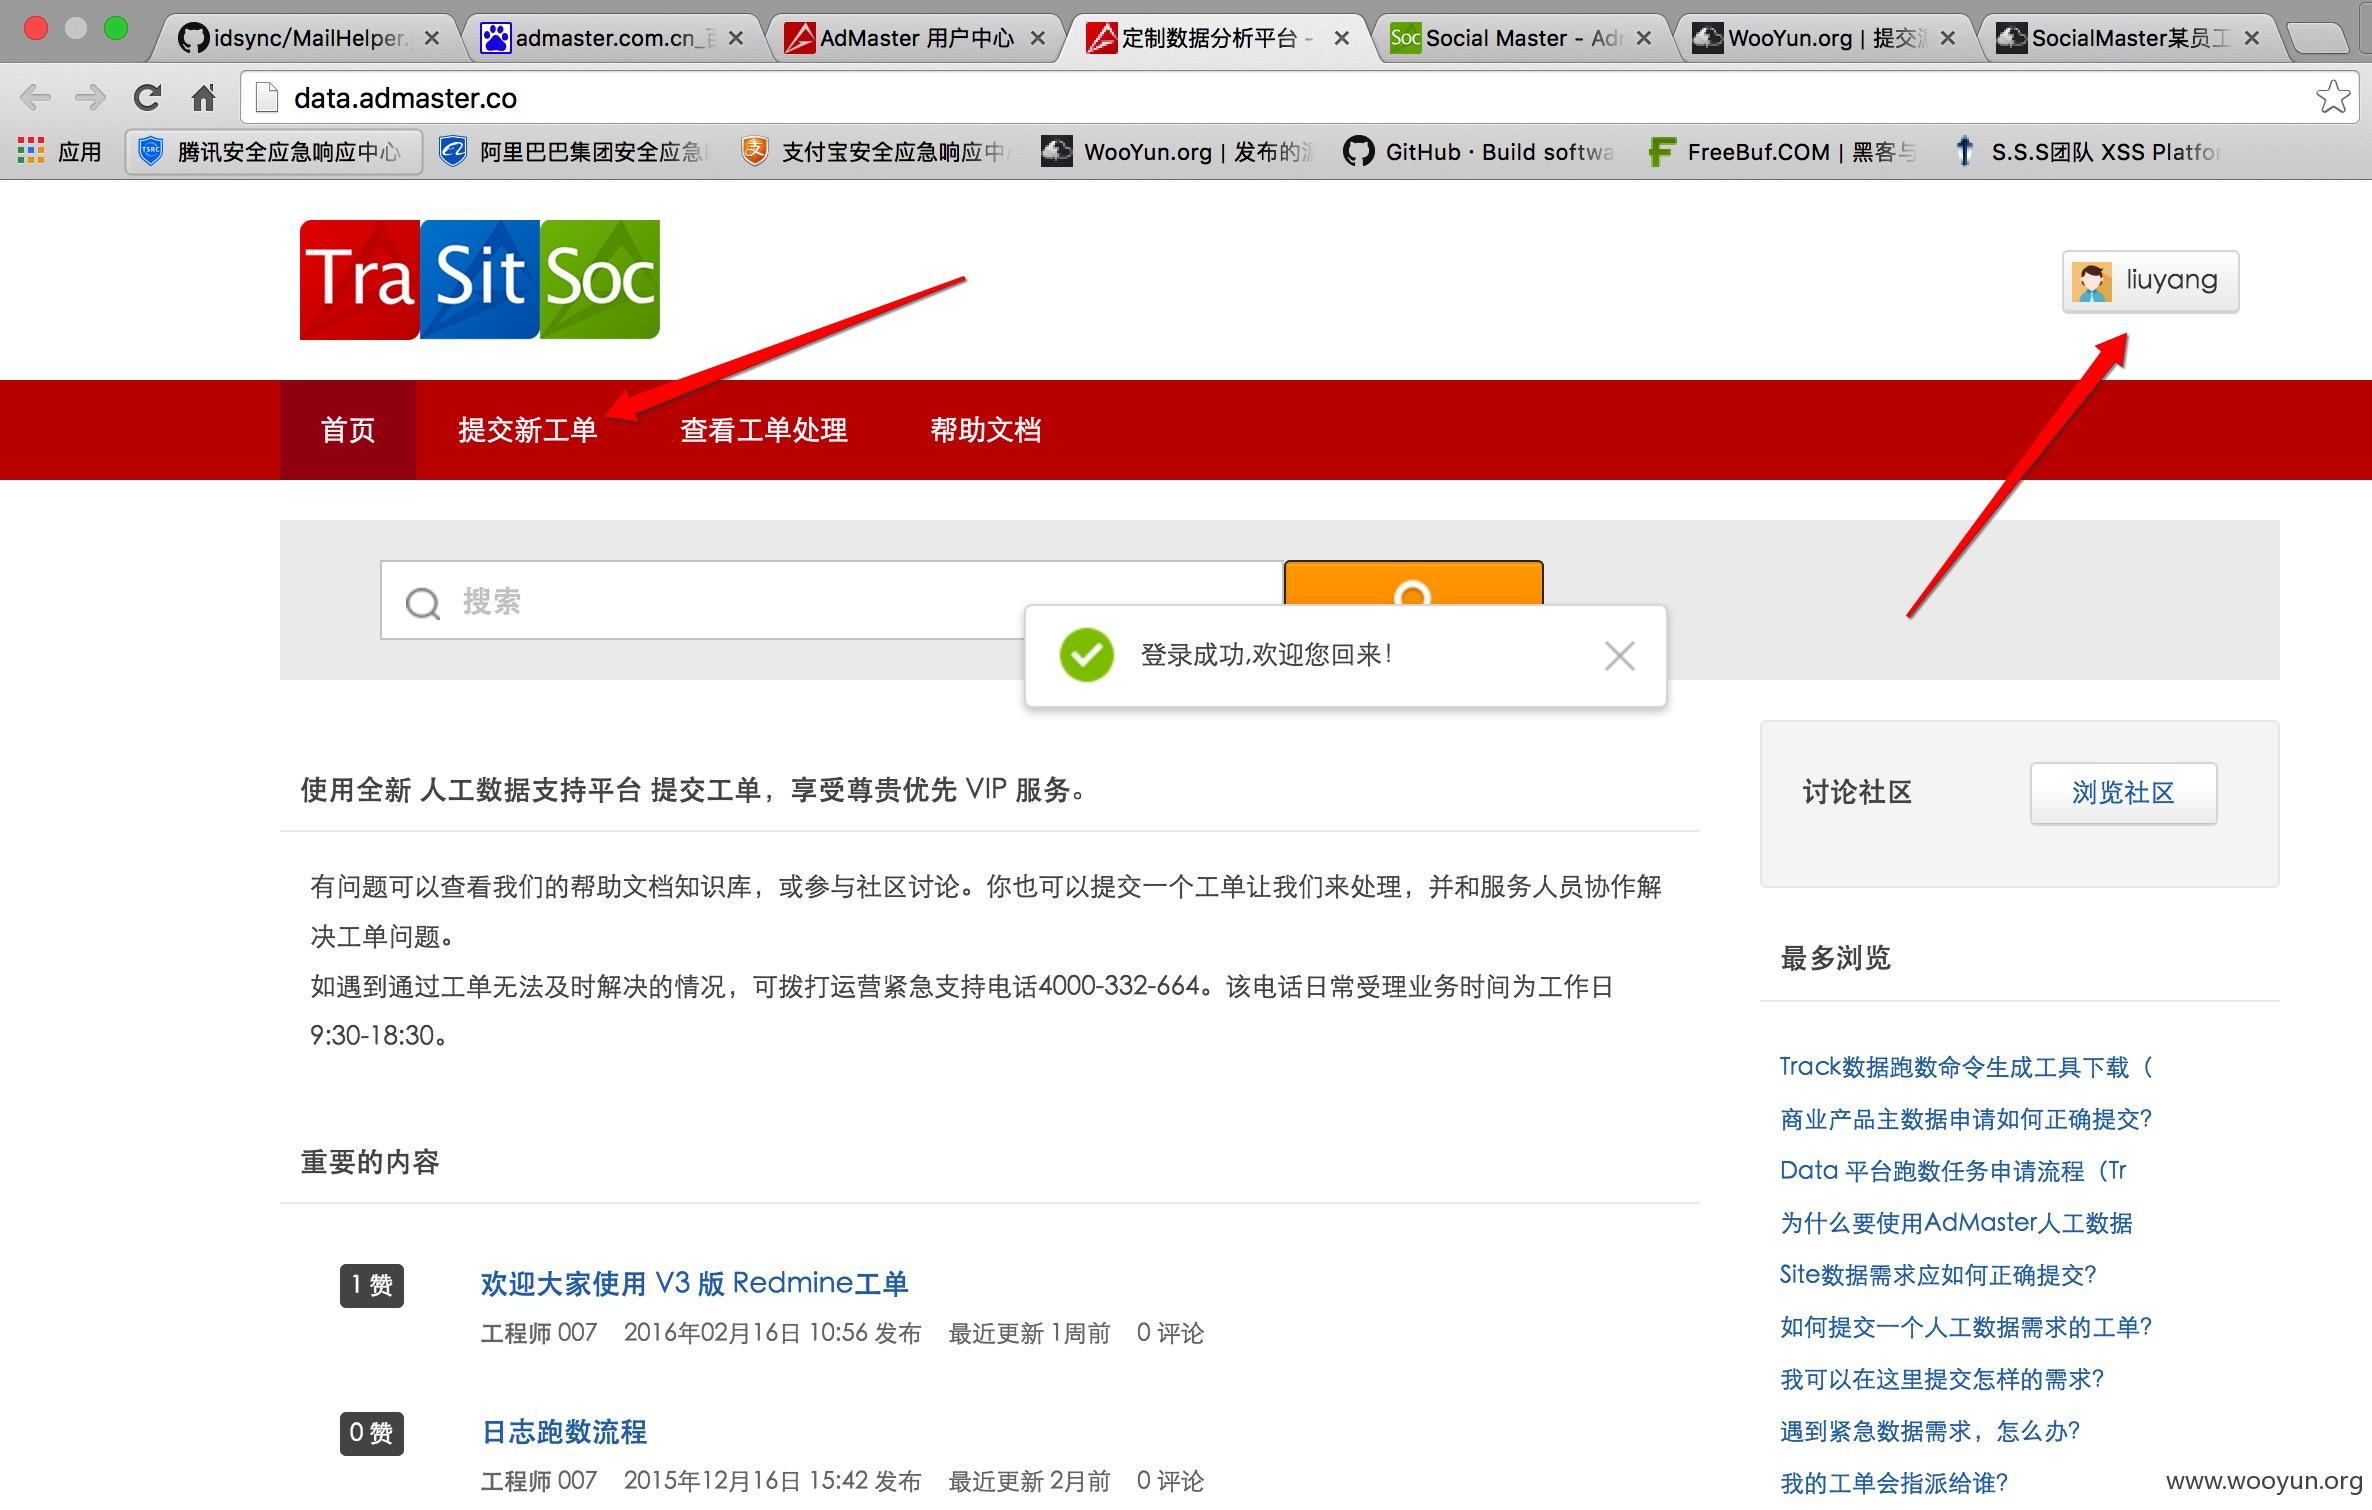 idsync/MailHelper.
admaster.com.cn_百
AdMaster 用户中心
定制数据分析平台 -
Social Master - Adm
WooYun.org | 提交漏
SocialMaster某员工
data.admaster.co
应用
腾讯安全应急响应中心
阿里巴巴集团安全应急
支付宝安全应急响应中
WooYun.org | 发布的漏
GitHub · Build softwa
FreeBuf.COM | 黑客与
S.S.S团队 XSS Platfor
Tra Sit Soc
liuyang
首页
提交新工单
查看工单处理
帮助文档
搜索
登录成功,欢迎您回来!
使用全新 人工数据支持平台 提交工单，享受尊贵优先 VIP 服务。
有问题可以查看我们的帮助文档知识库，或参与社区讨论。你也可以提交一个工单让我们来处理，并和服务人员协作解
决工单问题。
如遇到通过工单无法及时解决的情况，可拨打运营紧急支持电话4000-332-664。该电话日常受理业务时间为工作日
9:30-18:30。
重要的内容
1 赞
欢迎大家使用 V3 版 Redmine工单
工程师 007 2016年02月16日 10:56 发布 最近更新 1周前 0 评论
0 赞
日志跑数流程
工程师 007 2015年12月16日 15:42 发布 最近更新 2月前 0 评论
讨论社区
浏览社区
最多浏览
Track数据跑数命令生成工具下载（
商业产品主数据申请如何正确提交?
Data 平台跑数任务申请流程（Tr
为什么要使用AdMaster人工数据
Site数据需求应如何正确提交?
如何提交一个人工数据需求的工单?
我可以在这里提交怎样的需求?
遇到紧急数据需求，怎么办?
我的工单会指派给谁?
www.wooyun.org